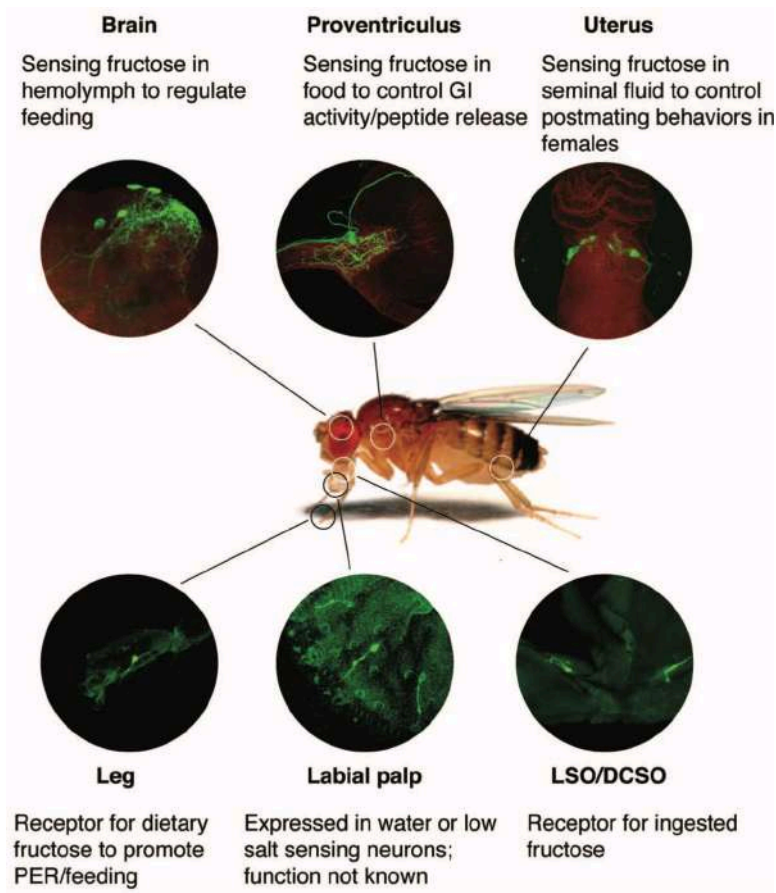 Brain
Sensing fructose in
hemolymph to regulate
feeding
Proventriculus
Sensing fructose in
food to control GI
activity/peptide release
Uterus
Sensing fructose in
seminal fluid to control
postmating behaviors in
females
Leg
Receptor for dietary
fructose to promote
PER/feeding
Labial palp
Expressed in water or low
salt sensing neurons;
function not known
LSO/DCSO
Receptor for ingested
fructose